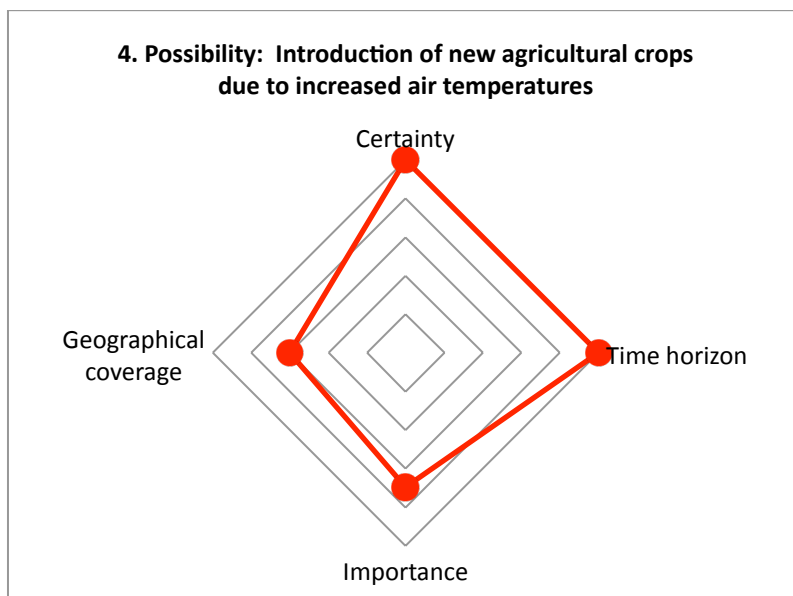 4. Possibility:  Introduction of new agricultural crops
due to increased air temperatures
Certainty
Geographical
coverage
Time horizon
Importance